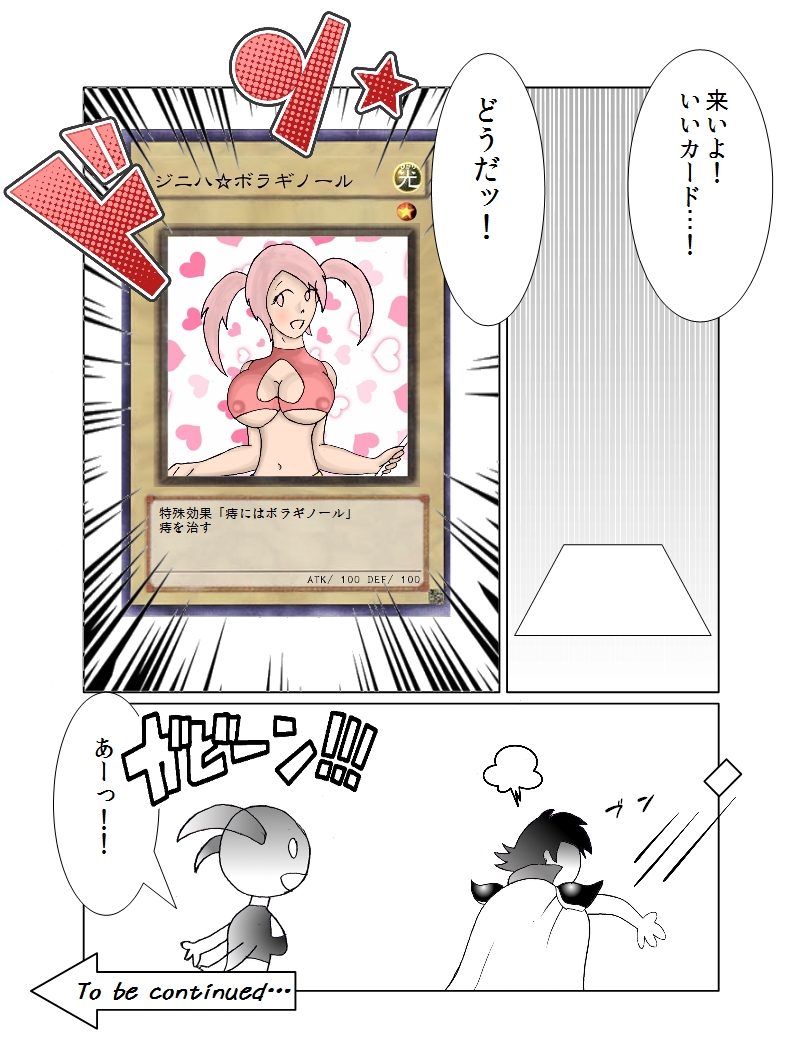 来いよ！
いいカード…！
どうだッ！
ドン★
ジニハ☆ボラギノール
光
特殊効果「痔にはボラギノール」
痔を治す
ATK/ 100 DEF/ 100
ブン
ガビーン!!!
あーっ！！
To be continued…